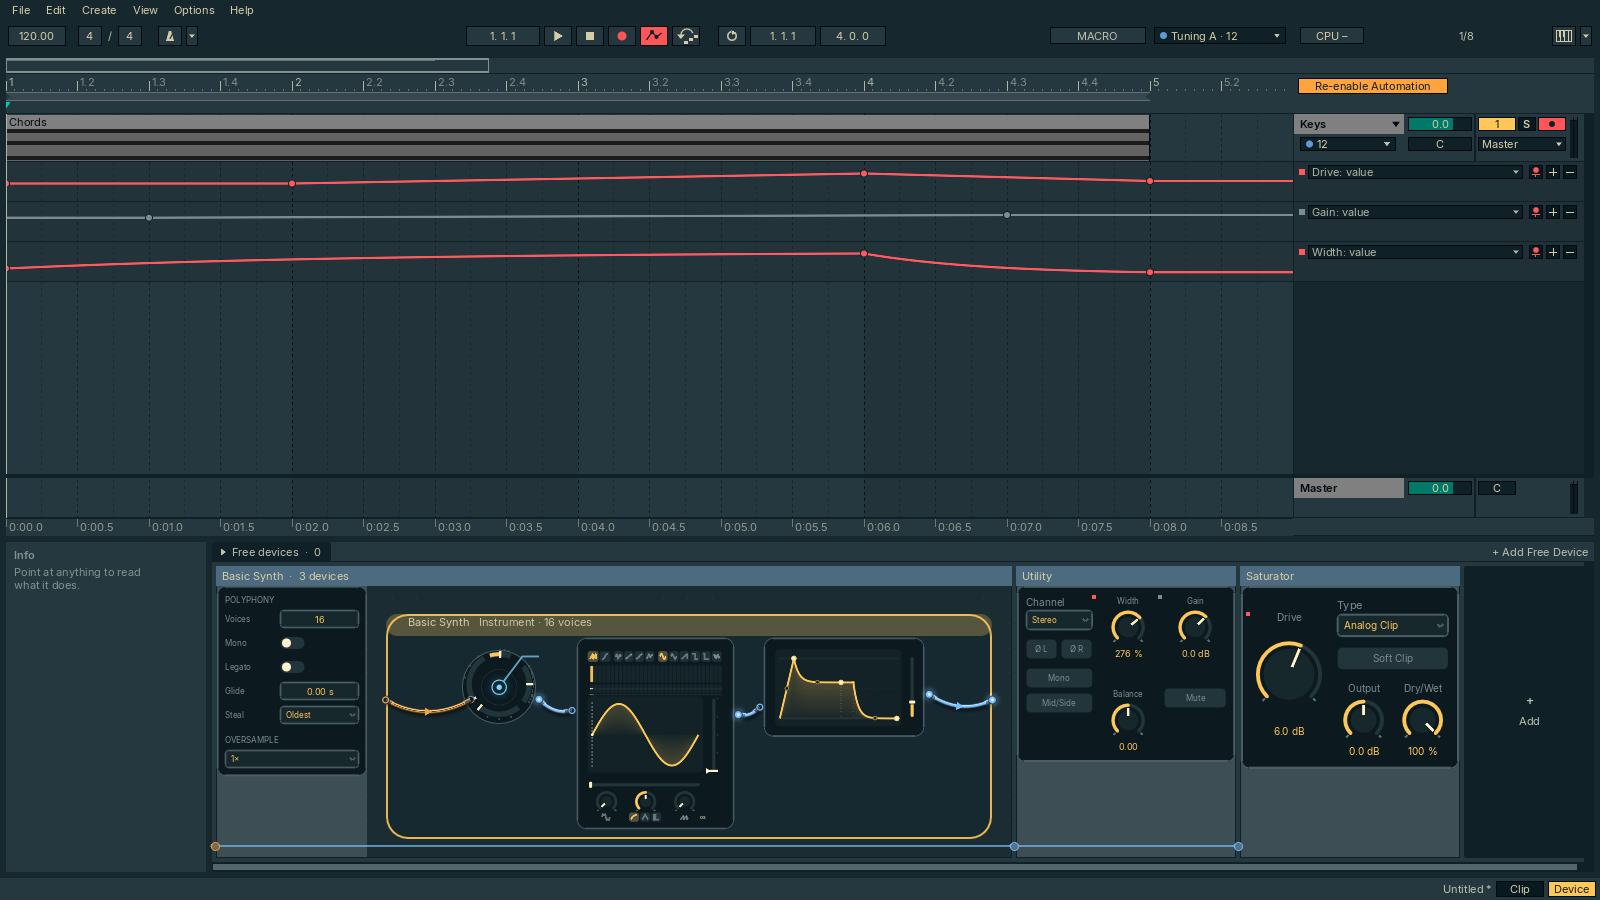 File Edit Create View Options Help
120.00 4 / 4 1. 1. 1 1. 1. 1 4. 0. 0 MACRO Tuning A · 12 CPU – 1/8
1 1.2 1.3 1.4 2 2.2 2.3 2.4 3 3.2 3.3 3.4 4 4.2 4.3 4.4 5 5.2
Re-enable Automation
Chords
Keys 0.0 1 S
12 C Master
Drive: value
Gain: value
Width: value
Master 0.0 C
0:00.0 0:00.5 0:01.0 0:01.5 0:02.0 0:02.5 0:03.0 0:03.5 0:04.0 0:04.5 0:05.0 0:05.5 0:06.0 0:06.5 0:07.0 0:07.5 0:08.0 0:08.5
Info
Point at anything to read
what it does.
Free devices · 0
+ Add Free Device
Basic Synth · 3 devices
POLYPHONY
Voices 16
Mono
Legato
Glide 0.00 s
Steal Oldest
OVERSAMPLE
1×
Basic Synth Instrument · 16 voices
Utility
Channel
Stereo
Ø L Ø R
Mono
Mid/Side
Width
276 %
Gain
0.0 dB
Balance
0.00
Mute
Saturator
Drive
6.0 dB
Type
Analog Clip
Soft Clip
Output Dry/Wet
0.0 dB 100 %
+
Add
Untitled * Clip Device